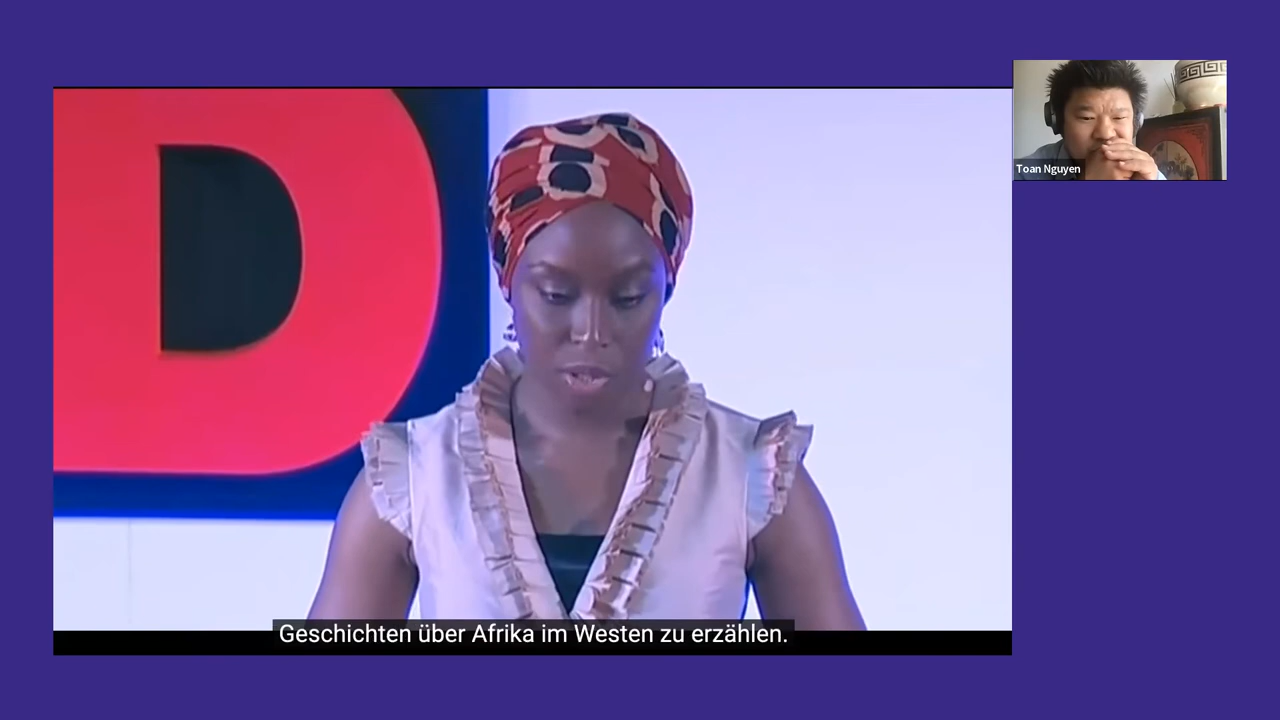 D
Toan Nguyen
Geschichten über Afrika im Westen zu erzählen.